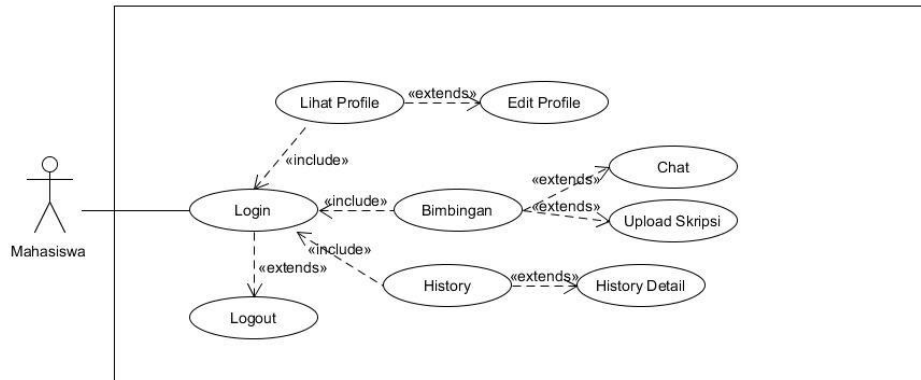 Lihat Profile
«extends»
Edit Profile
«include»
Chat
«extends»
Mahasiswa
Login
«include»
Bimbingan
«extends»
Upload Skripsi
«include»
«extends»
History
«extends»
History Detail
Logout